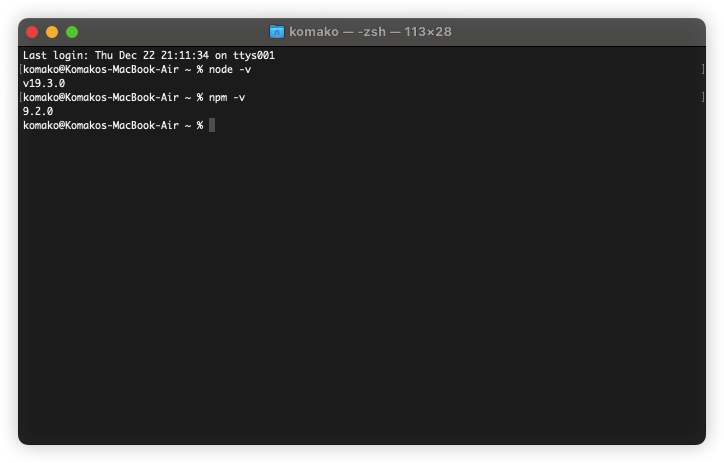 komako — -zsh — 113×28
Last login: Thu Dec 22 21:11:34 on ttys001
[komako@Komakos-MacBook-Air ~ % node -v ]
v19.3.0
[komako@Komakos-MacBook-Air ~ % npm -v ]
9.2.0
komako@Komakos-MacBook-Air ~ %